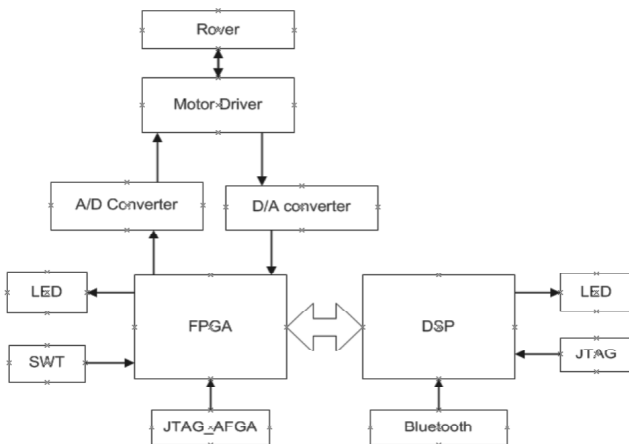 Rover
Motor Driver
A/D Converter
D/A converter
LED
FPGA
DSP
LED
SWT
JTAG
JTAG_AFGA
Bluetooth